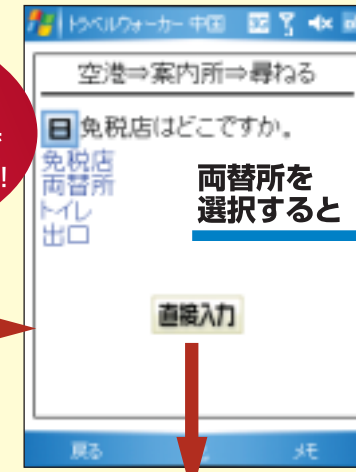 トラベルウォーカー 中国
空港⇒案内所⇒尋ねる
日 免税店はどこですか。
免税店
両替所
トイレ
出口
両替所を
選択すると
直接入力
戻る
メモ
!